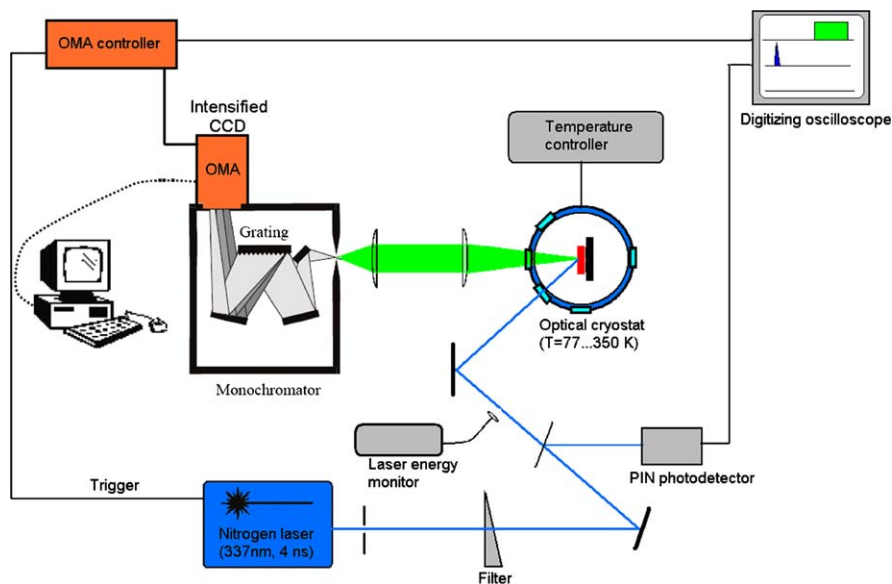 OMA controller
Intensified
CCD
OMA
Temperature
controller
Digitizing oscilloscope
Grating
Optical cryostat
(T=77...350 K)
Monochromator
Laser energy
monitor
PIN photodetector
Trigger
Nitrogen laser
(337nm, 4 ns)
Filter